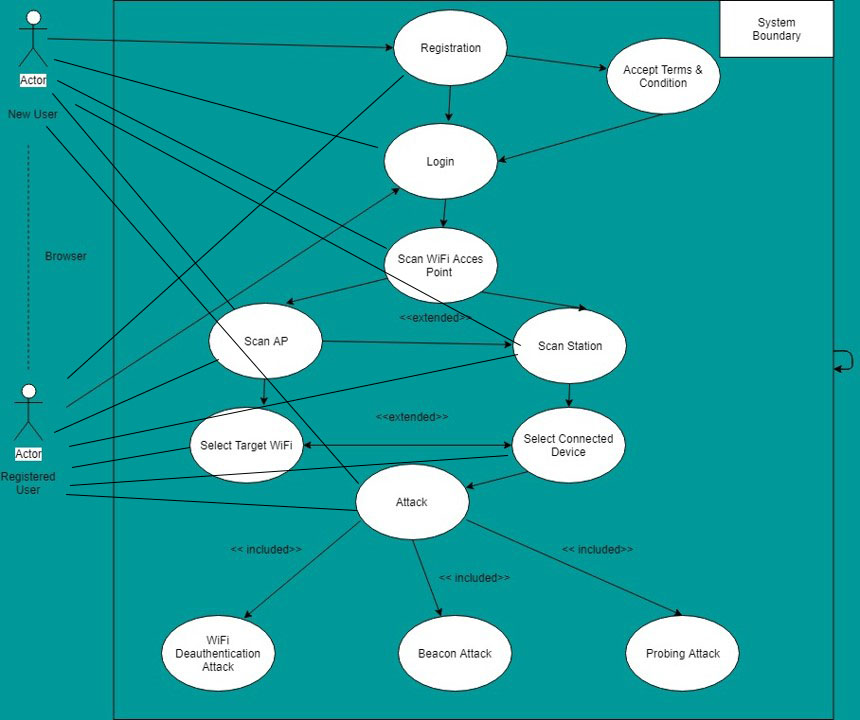 System
Boundary
Registration
Accept Terms &
Condition
Actor
New User
Login
Browser
Scan WiFi Acces
Point
<<extended>>
Scan AP
Scan Station
<<extended>>
Actor
Registered
User
Select Target WiFi
Select Connected
Device
Attack
<< included>>
<< included>>
<< included>>
WiFi
Deauthentication
Attack
Beacon Attack
Probing Attack